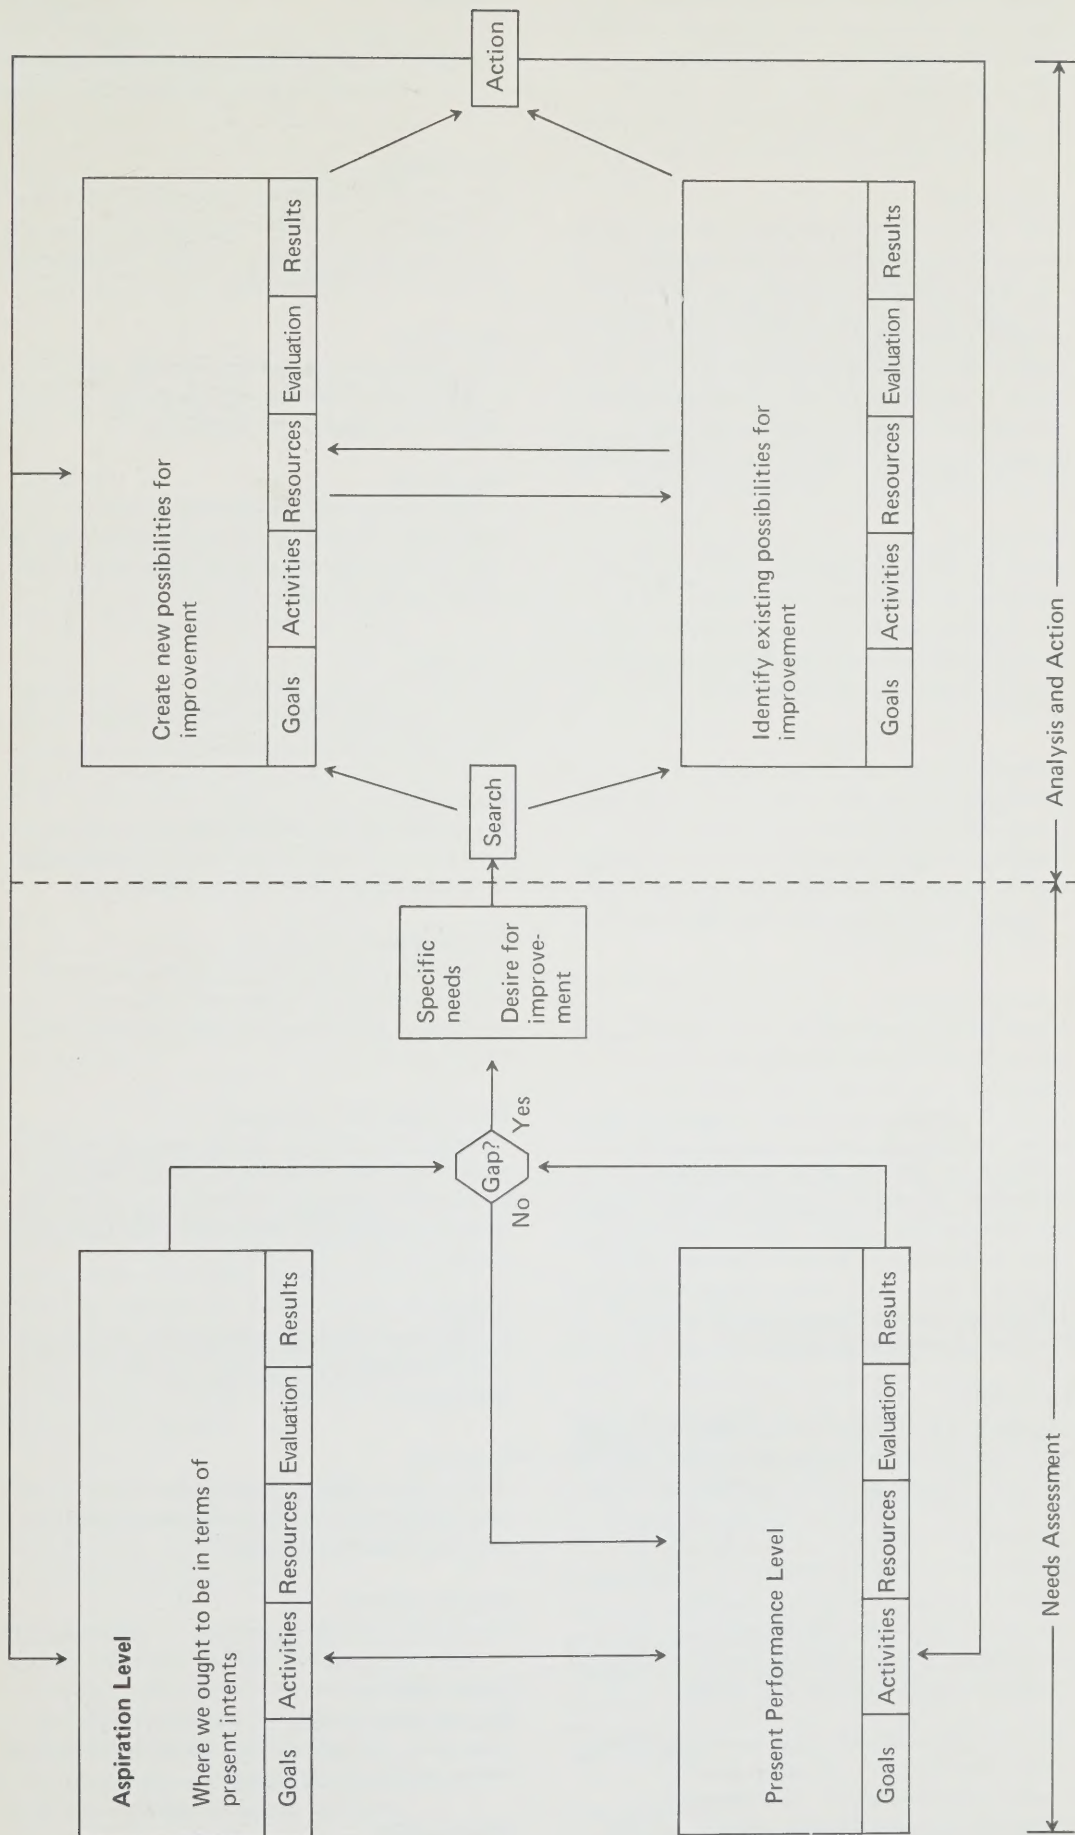 Aspiration Level
Where we ought to be in terms of
present intents
Goals
Activities
Resources
Evaluation
Results
Present Performance Level
Goals
Activities
Resources
Evaluation
Results
Gap?
No
Yes
Specific
needs
Desire for
improve-
ment
Search
Create new possibilities for
improvement
Goals
Activities
Resources
Evaluation
Results
Identify existing possibilities for
improvement
Goals
Activities
Resources
Evaluation
Results
Action
Needs Assessment
Analysis and Action